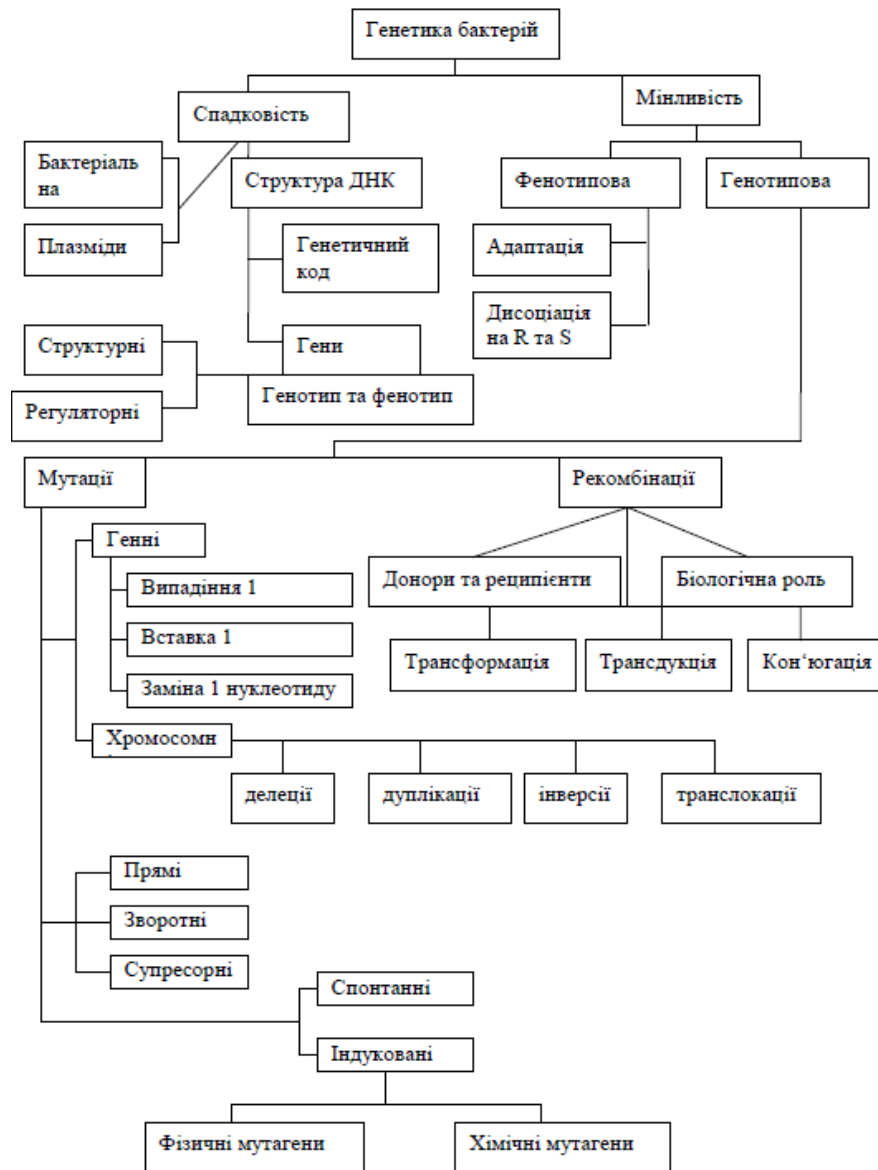 Генетика бактерій
Спадковість
Мінливість
Бактеріаль
на
Структура ДНК
Фенотипова
Генотипова
Плазміди
Генетичний
код
Адаптація
Дисоціація
на R та S
Структурні
Гени
Генотип та фенотип
Регуляторні
Мутації
Рекомбінації
Генні
Донори та реципієнти
Біологічна роль
Випадіння 1
Вставка 1
Трансформація
Трансдукція
Кон‘югація
Заміна 1 нуклеотиду
Хромосомн
делеції
дуплікації
інверсії
транслокації
Прямі
Зворотні
Супресорні
Спонтанні
Індуковані
Фізичні мутагени
Хімічні мутагени